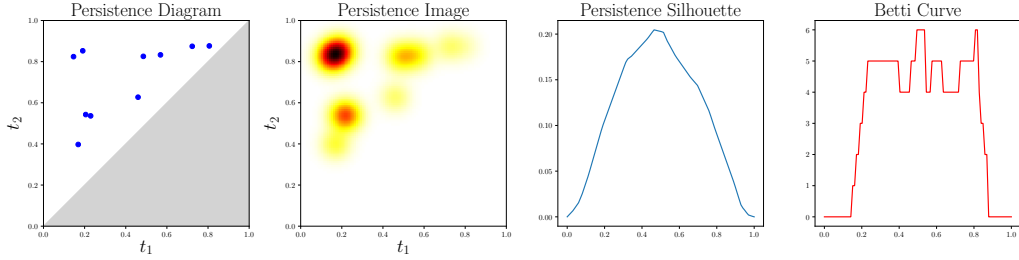 Persistence Diagram
1.0
0.8
0.6
0.4
0.2
0.0
t2
0.0 0.2 0.4 0.6 0.8 1.0
t1
Persistence Image
1.0
0.8
0.6
0.4
0.2
0.0
t2
0.0 0.2 0.4 0.6 0.8 1.0
t1
Persistence Silhouette
0.20
0.15
0.10
0.05
0.00
0.0 0.2 0.4 0.6 0.8 1.0
Betti Curve
6
5
4
3
2
1
0
0.0 0.2 0.4 0.6 0.8 1.0